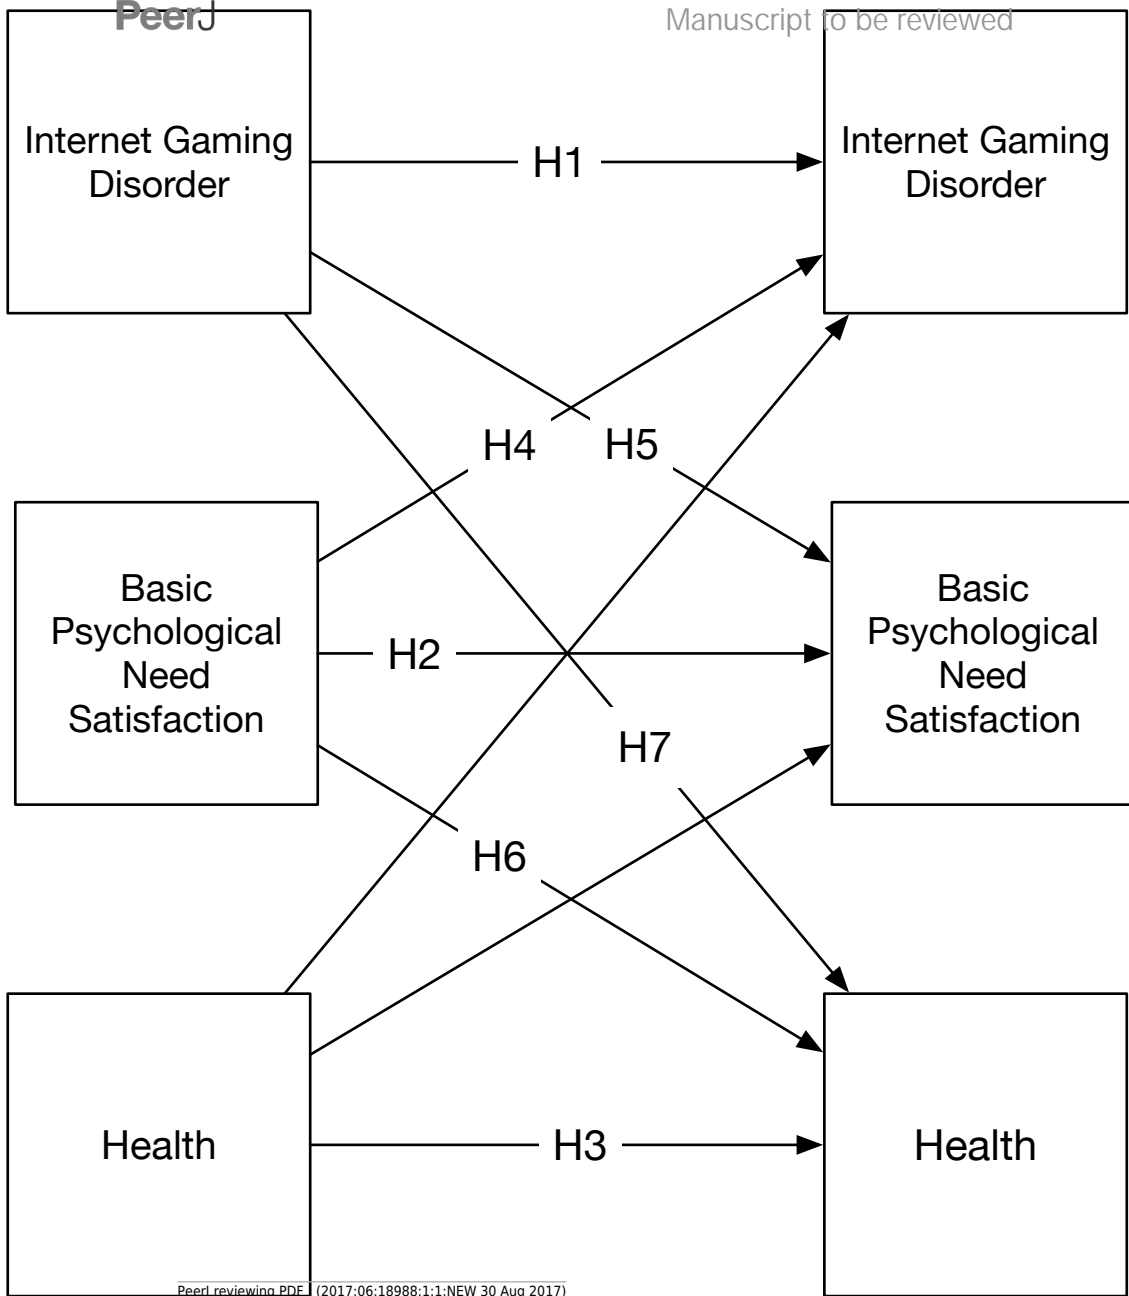 PeerJ
Manuscript to be reviewed
Internet Gaming
Disorder
H1
Internet Gaming
Disorder
H4
H5
Basic
Psychological
Need
Satisfaction
H2
Basic
Psychological
Need
Satisfaction
H7
H6
Health
H3
Health
PeerJ reviewing PDF | (2017:06:18988:1:1:NEW 30 Aug 2017)